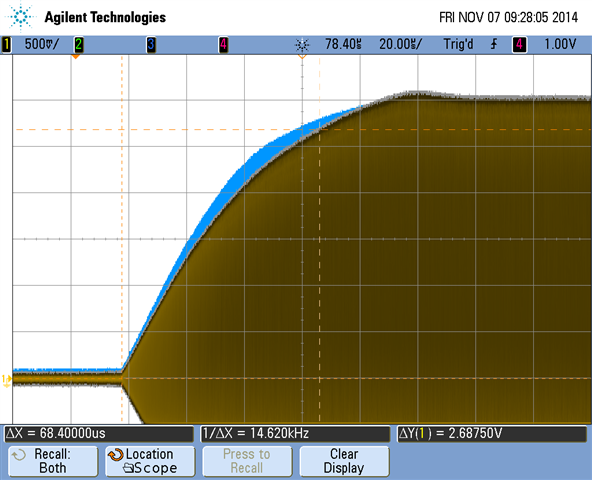 Agilent Technologies FRI NOV 07 09:28:05 2014
1 500mV/ 2 3 4 78.40us 20.00us/ Trig'd 4 1.00V
ΔX = 68.40000us 1/ΔX = 14.620kHz ΔY(1) = 2.68750V
Recall: Both
Location Scope
Press to Recall
Clear Display